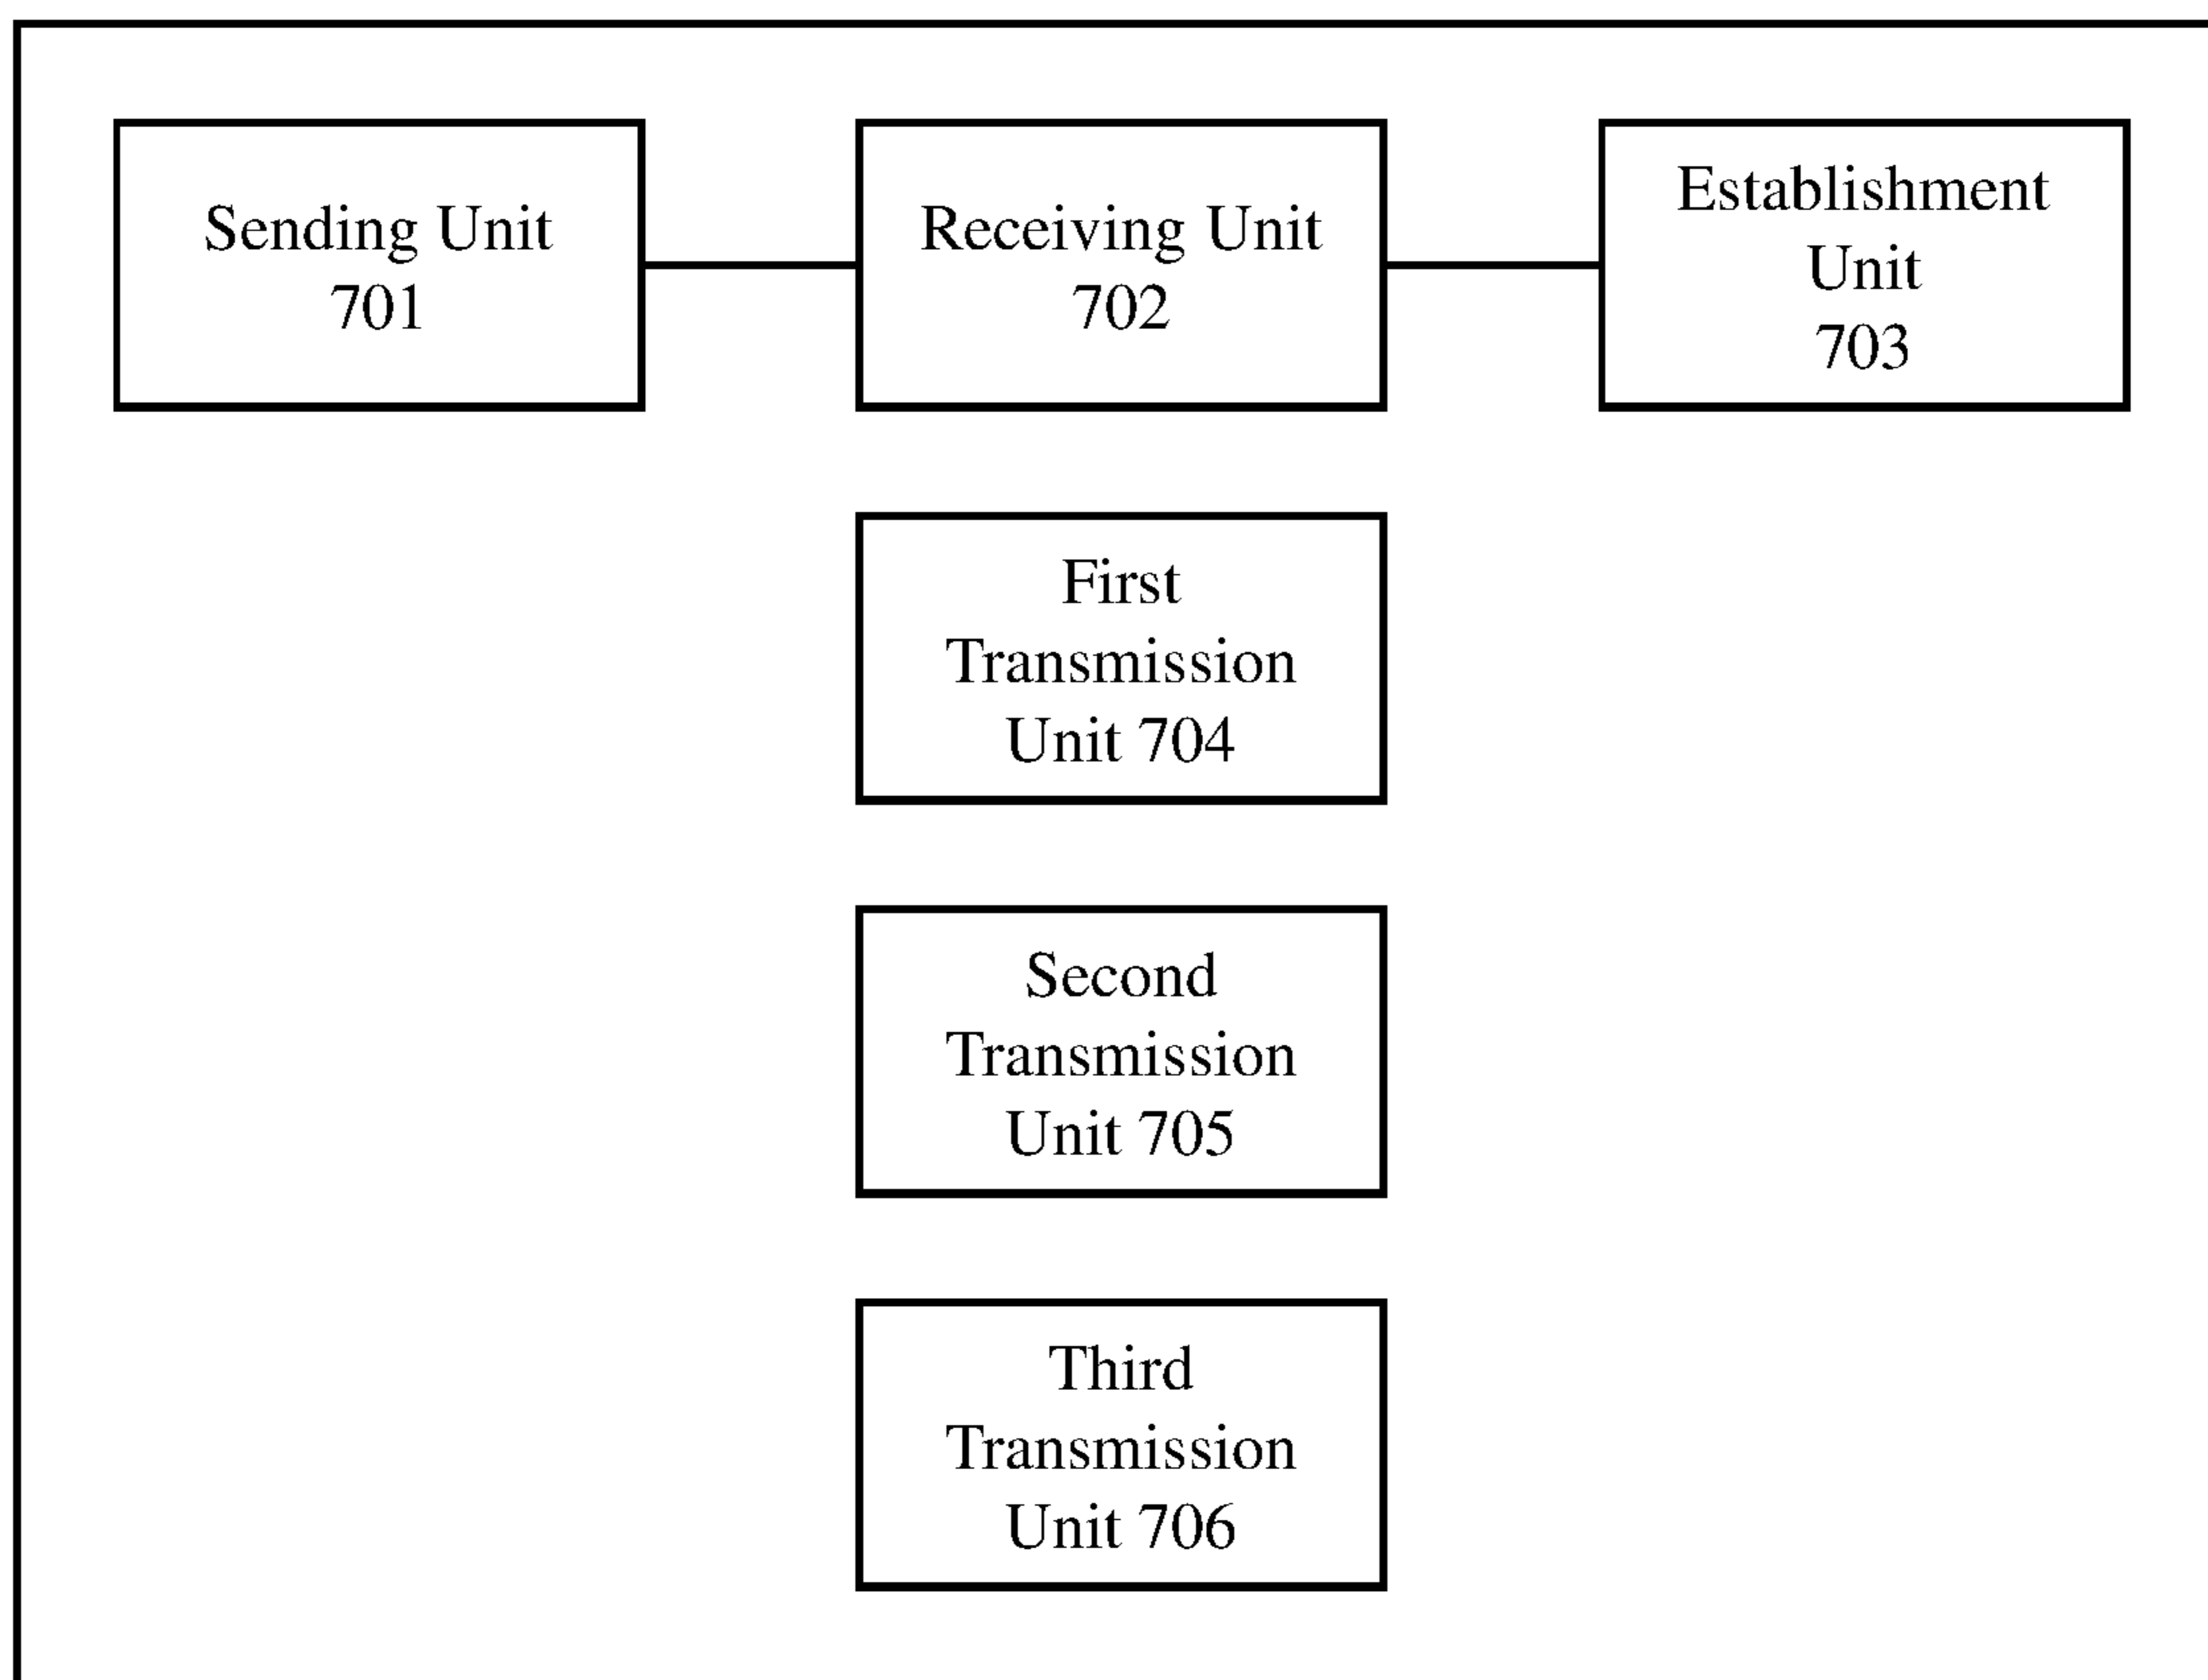 Sending Unit
701
Receiving Unit
702
Establishment
Unit
703
First
Transmission
Unit 704
Second
Transmission
Unit 705
Third
Transmission
Unit 706